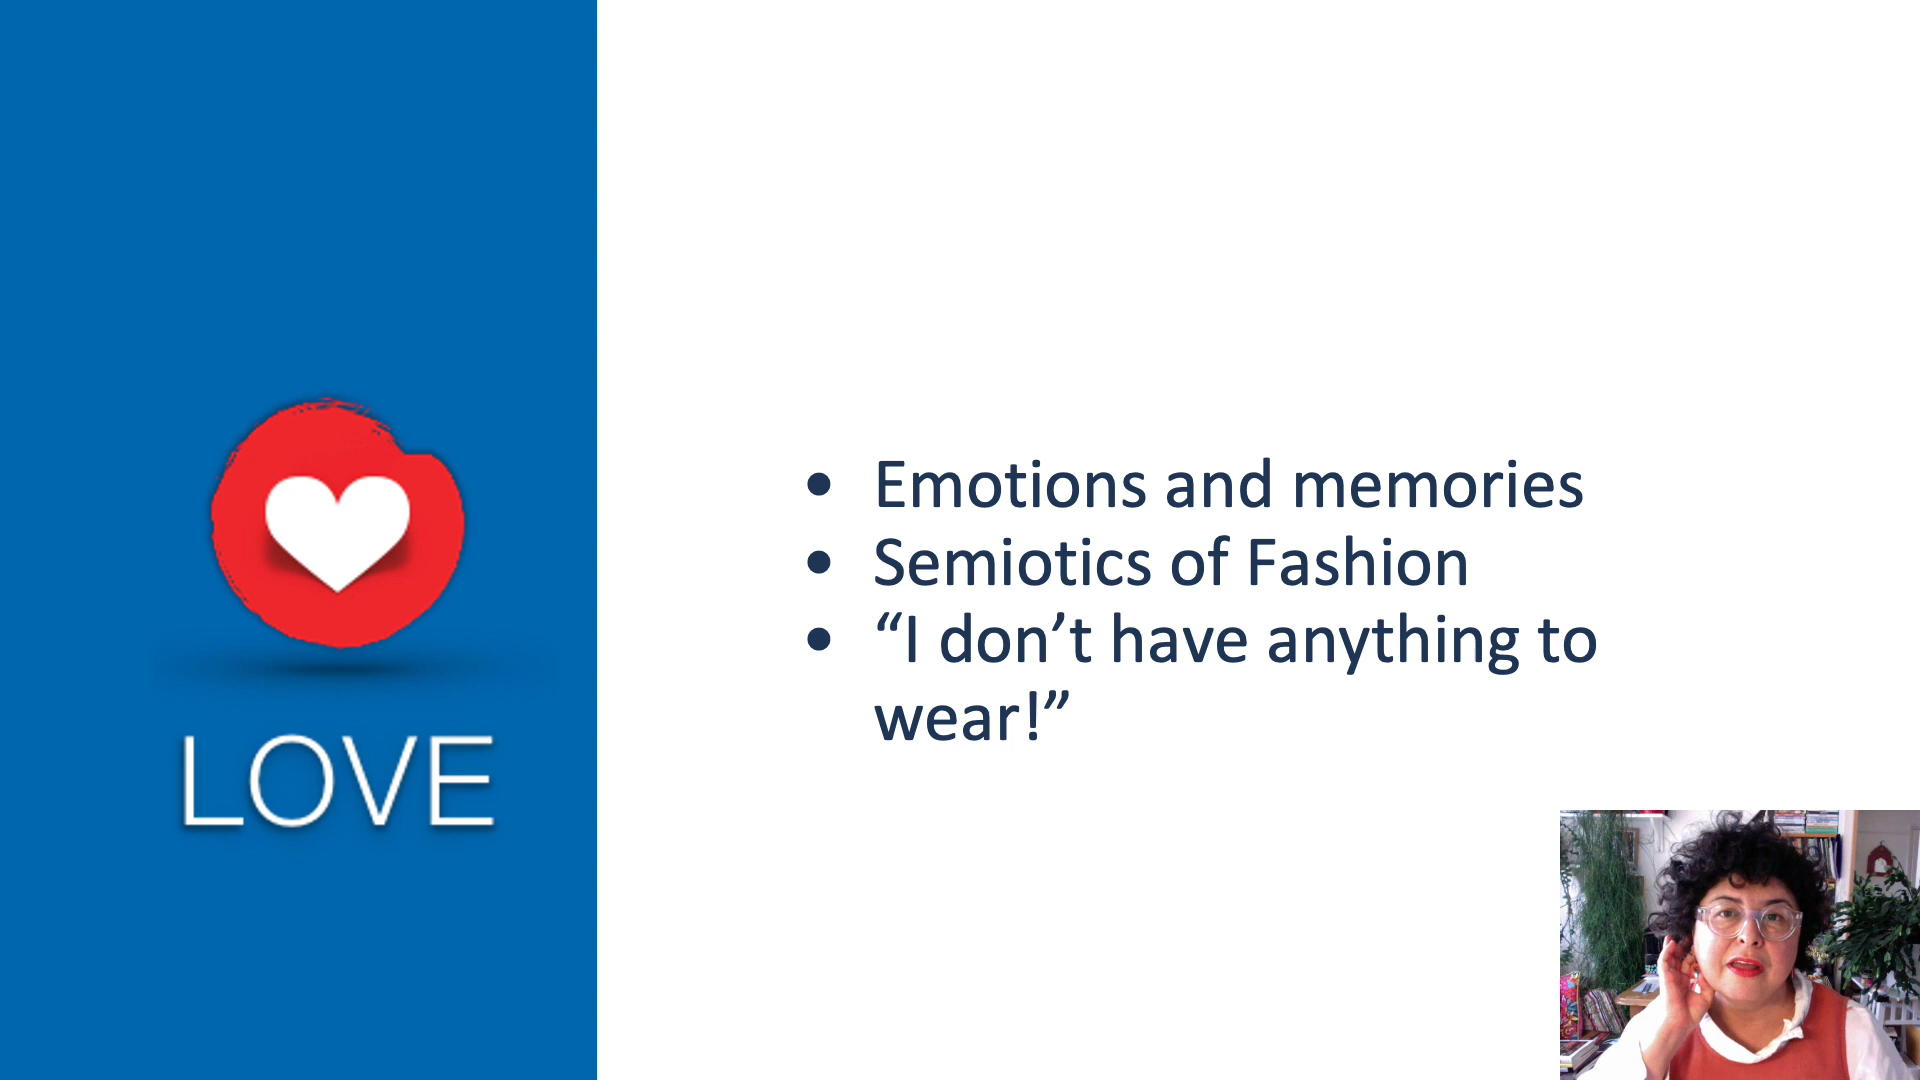 LOVE
• Emotions and memories
• Semiotics of Fashion
• “I don’t have anything to
wear!”